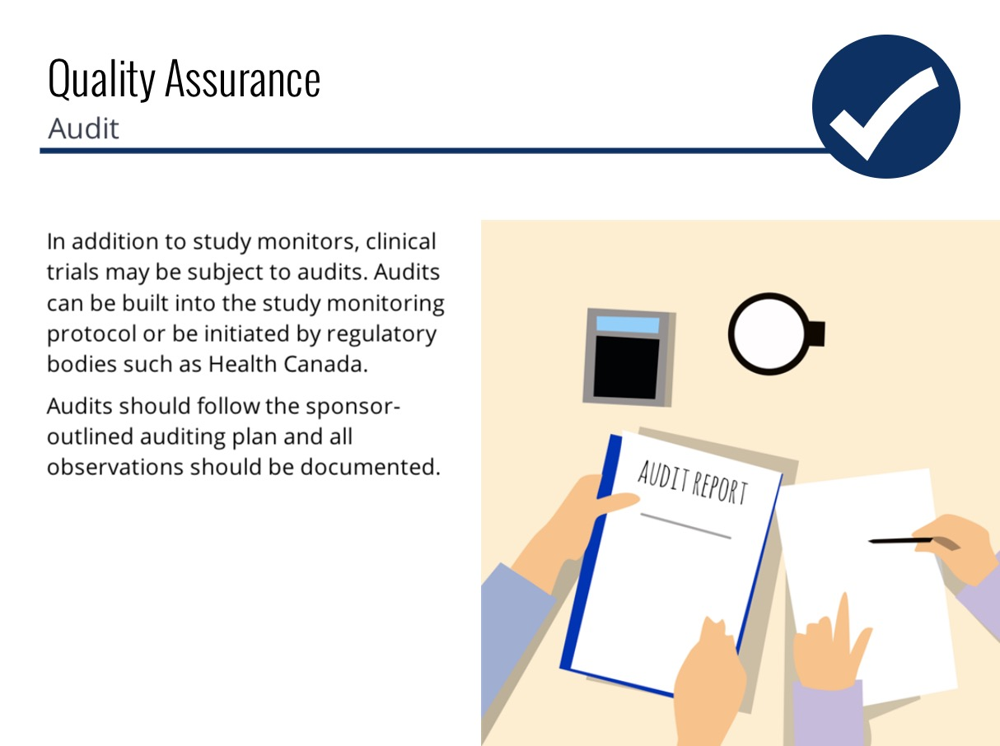 Quality Assurance
Audit
In addition to study monitors, clinical
trials may be subject to audits. Audits
can be built into the study monitoring
protocol or be initiated by regulatory
bodies such as Health Canada.
Audits should follow the sponsor-
outlined auditing plan and all
observations should be documented.
AUDIT REPORT